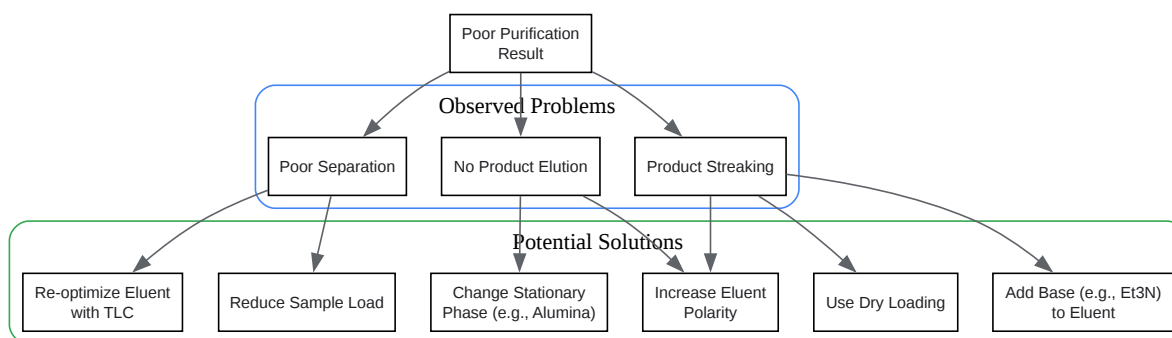 Poor Purification
Result
Observed Problems
Poor Separation
No Product Elution
Product Streaking
Potential Solutions
Re-optimize Eluent
with TLC
Reduce Sample Load
Change Stationary
Phase (e.g., Alumina)
Increase Eluent
Polarity
Use Dry Loading
Add Base (e.g., Et3N)
to Eluent